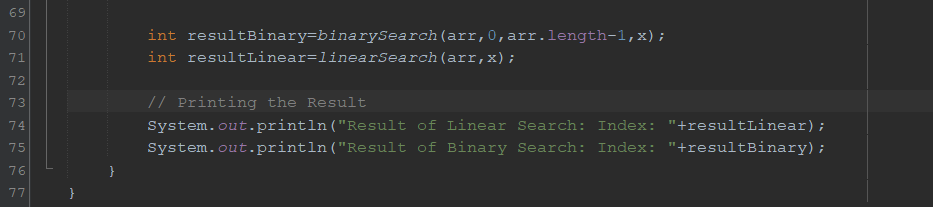 69
70 int resultBinary=binarySearch(arr,0,arr.length-1,x);
71 int resultLinear=linearSearch(arr,x);
72
73 // Printing the Result
74 System.out.println("Result of Linear Search: Index: "+resultLinear);
75 System.out.println("Result of Binary Search: Index: "+resultBinary);
76 }
77 }